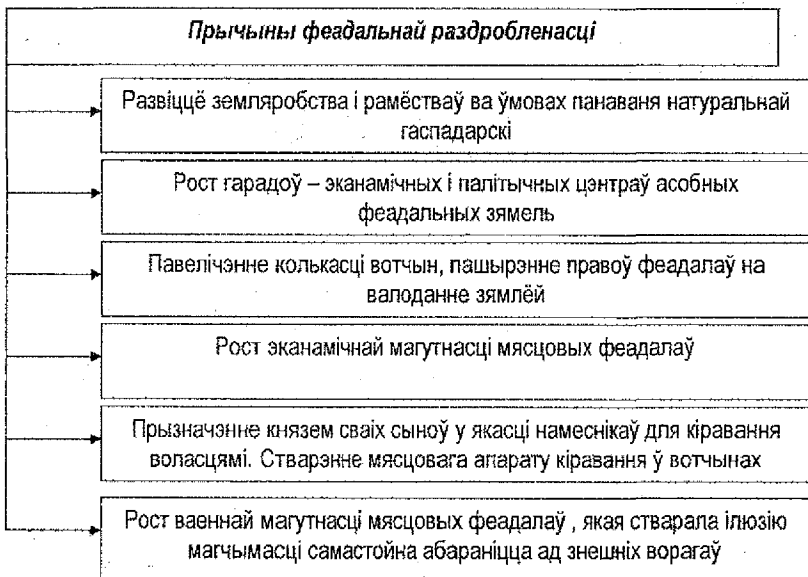 Прычыны феадальнай раздробленасці
Развіццё земляробства і рамёстваў ва ўмовах панаваня натуральнай
гаспадарскі
Рост гарадоў – эканамічных і палітычных цэнтраў асобных
феадальных зямель
Павелічэнне колькасці вотчын, пашырэнне правоў феадалаў на
валоданне зямлёй
Рост эканамічнай магутнасці мясцовых феадалаў
Прызначэнне князем сваіх сыноў у якасці намеснікаў для кіравання
воласцямі. Стварэнне мясцовага апарату кіравання ў вотчынах
Рост ваеннай магутнасці мясцовых феадалаў , якая стварала ілюзію
магчымасці самастойна абараніцца ад знешніх ворагаў